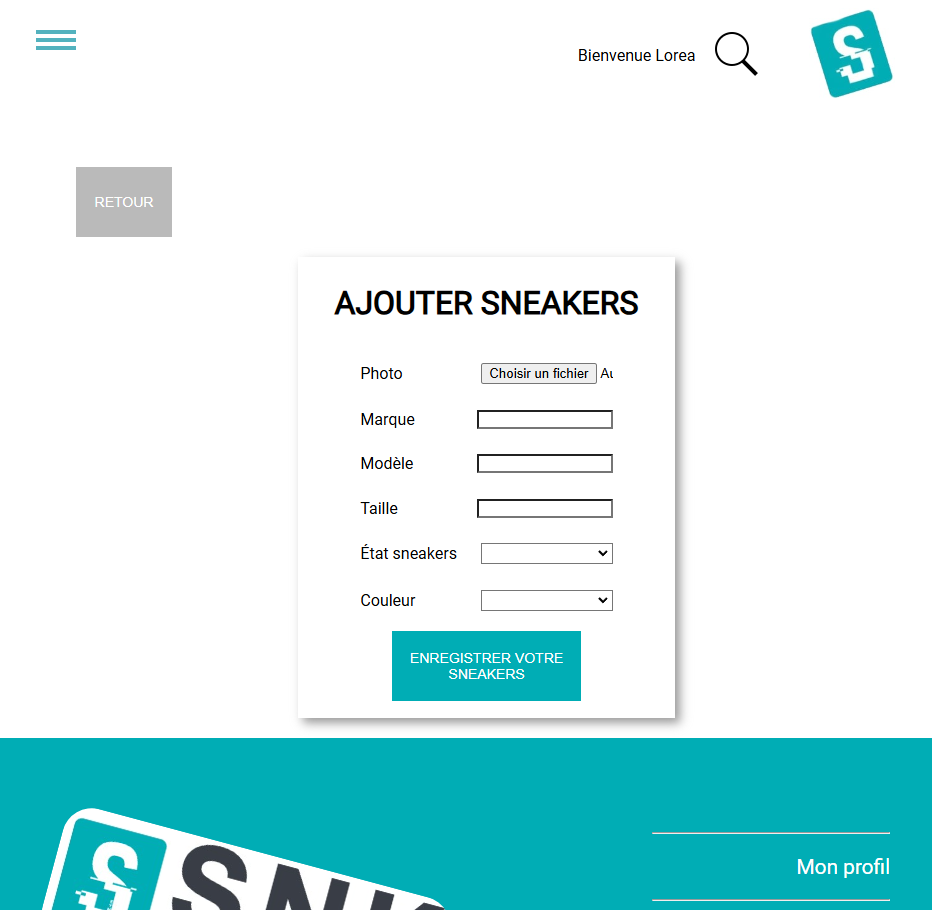 Bienvenue Lorea
RETOUR
AJOUTER SNEAKERS
Photo
Choisir un fichier Au
Marque
Modèle
Taille
État sneakers
Couleur
ENREGISTRER VOTRE
SNEAKERS
Mon profil